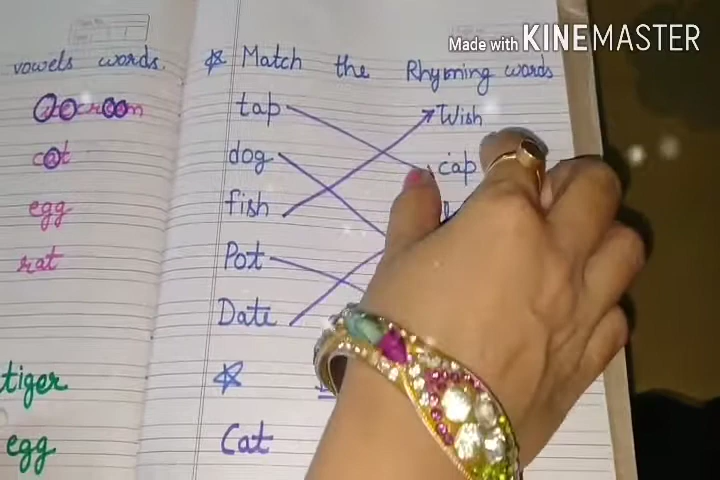 Made with KINEMASTER
vowels words.
cat
egg
rat
tiger
egg
Match the Rhyming words
tap
dog
fish
Pot
Date
Cat
Wish
cap